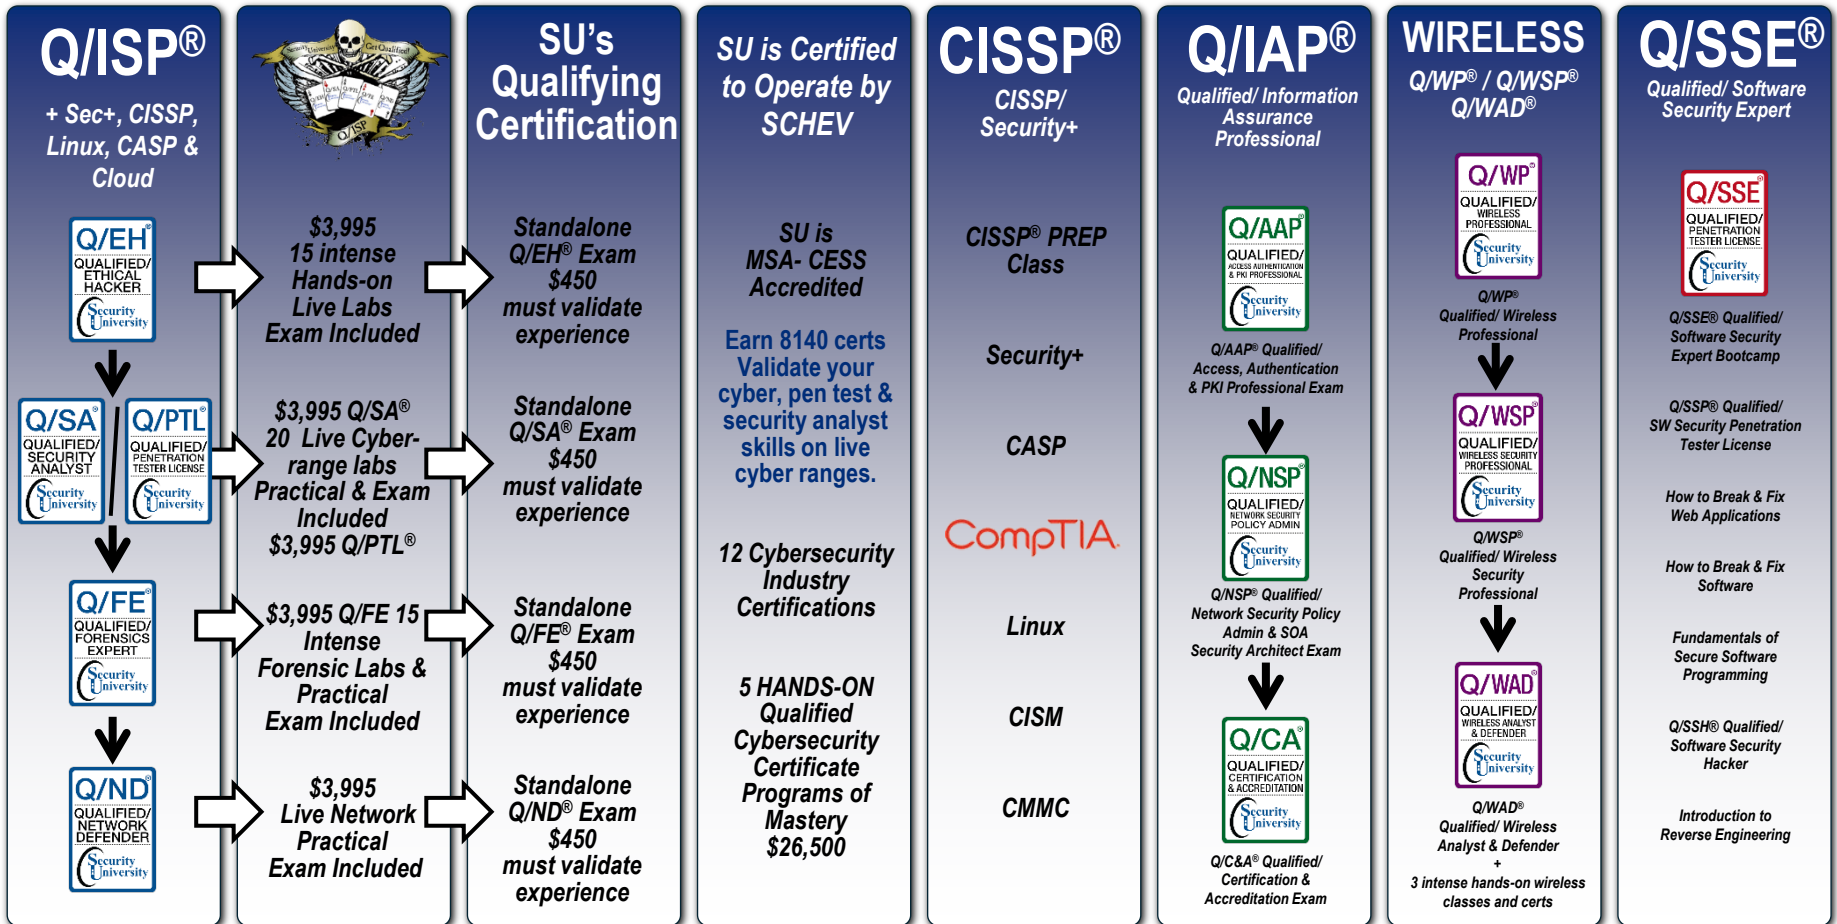 Q/ISP®
+ Sec+, CISSP,
Linux, CASP &
Cloud
Q/EH®
QUALIFIED/
ETHICAL
HACKER
Security
University
Q/SA®
QUALIFIED/
SECURITY
ANALYST
Security
University
Q/PTL®
QUALIFIED/
PENETRATION
TESTER LICENSE
Security
University
Q/FE®
QUALIFIED/
FORENSICS
EXPERT
Security
University
Q/ND®
QUALIFIED/
NETWORK
DEFENDER
Security
University
Security University Get Qualified!
Q/EH
Q/SA
Q/PTL
Q/FE
Q/ND
Q/ISP
$3,995
15 intense
Hands-on
Live Labs
Exam Included
$3,995 Q/SA®
20 Live Cyber-
range labs
Practical & Exam
Included
$3,995 Q/PTL®
$3,995 Q/FE 15
Intense
Forensic Labs &
Practical
Exam Included
$3,995
Live Network
Practical
Exam Included
SU's
Qualifying
Certification
Standalone
Q/EH® Exam
$450
must validate
experience
Standalone
Q/SA® Exam
$450
must validate
experience
Standalone
Q/FE® Exam
$450
must validate
experience
Standalone
Q/ND® Exam
$450
must validate
experience
SU is Certified
to Operate by
SCHEV
SU is
MSA- CESS
Accredited
Earn 8140 certs
Validate your
cyber, pen test &
security analyst
skills on live
cyber ranges.
12 Cybersecurity
Industry
Certifications
5 HANDS-ON
Qualified
Cybersecurity
Certificate
Programs of
Mastery
$26,500
CISSP®
CISSP/
Security+
CISSP® PREP
Class
Security+
CASP
CompTIA.
Linux
CISM
CMMC
Q/IAP®
Qualified/ Information
Assurance
Professional
Q/AAP®
QUALIFIED/
ACCESS AUTHENTICATION
& PKI PROFESSIONAL
Security
University
Q/AAP® Qualified/
Access, Authentication
& PKI Professional Exam
Q/NSP®
QUALIFIED/
NETWORK SECURITY
POLICY ADMIN
Security
University
Q/NSP® Qualified/
Network Security Policy
Admin & SOA
Security Architect Exam
Q/CA®
QUALIFIED/
CERTIFICATION
& ACCREDITATION
Security
University
Q/C&A® Qualified/
Certification &
Accreditation Exam
WIRELESS
Q/WP® / Q/WSP®
Q/WAD®
Q/WP®
QUALIFIED/
WIRELESS
PROFESSIONAL
Security
University
Q/WP®
Qualified/ Wireless
Professional
Q/WSP®
QUALIFIED/
WIRELESS SECURITY
PROFESSIONAL
Security
University
Q/WSP®
Qualified/ Wireless
Security
Professional
Q/WAD®
QUALIFIED/
WIRELESS ANALYST
& DEFENDER
Security
University
Q/WAD®
Qualified/ Wireless
Analyst & Defender
+
3 intense hands-on wireless
classes and certs
Q/SSE®
Qualified/ Software
Security Expert
Q/SSE®
QUALIFIED/
PENETRATION
TESTER LICENSE
Security
University
Q/SSE® Qualified/
Software Security
Expert Bootcamp
Q/SSP® Qualified/
SW Security Penetration
Tester License
How to Break & Fix
Web Applications
How to Break & Fix
Software
Fundamentals of
Secure Software
Programming
Q/SSH® Qualified/
Software Security
Hacker
Introduction to
Reverse Engineering